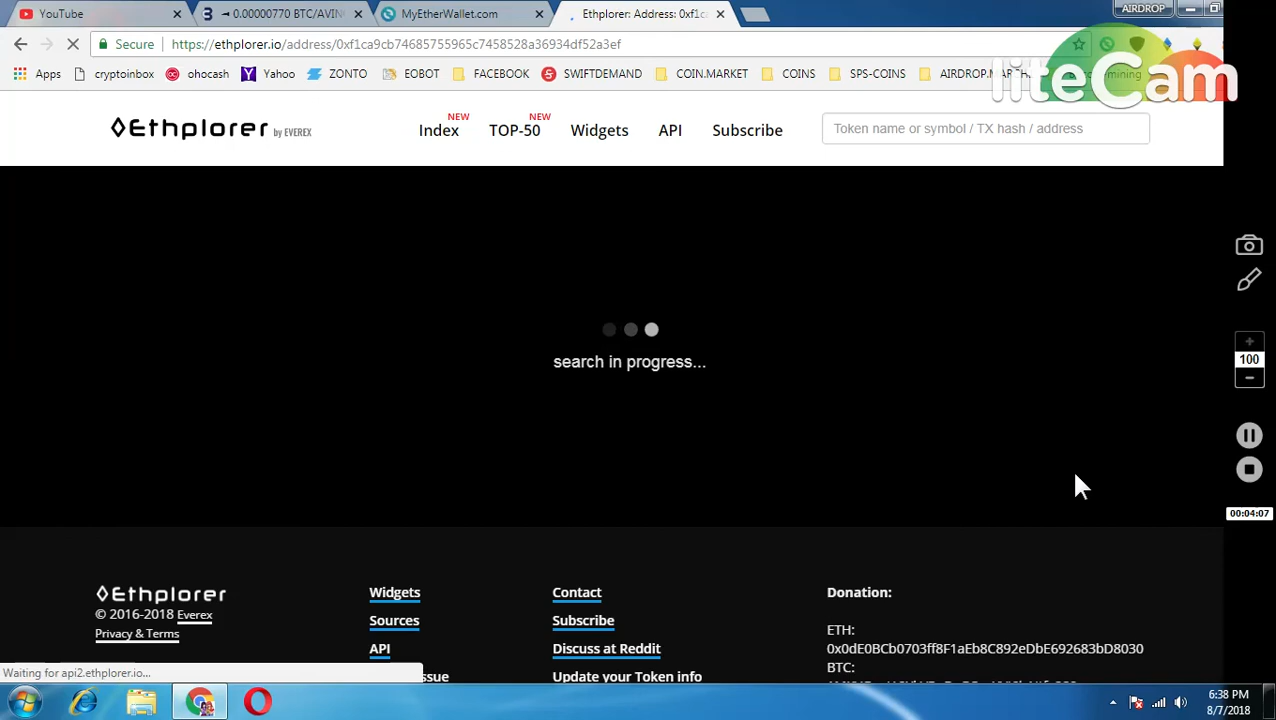 YouTube
0.00000770 BTC/AVIN
MyEtherWallet.com
Ethplorer: Address: 0xf1c
AIRDROP
Secure
https://ethplorer.io/address/0xf1ca9cb74685755965c7458528a36934df52a3ef
Apps
cryptoinbox
ohocash
Yahoo
ZONTO
EOBOT
FACEBOOK
SWIFTDEMAND
COIN.MARKET
COINS
SPS-COINS
mining
liteCam
Ethplorer by EVEREX
Index NEW
TOP-50 NEW
Widgets
API
Subscribe
Token name or symbol / TX hash / address
search in progress...
100
00:04:07
Ethplorer
© 2016-2018 Everex
Privacy & Terms
Widgets
Sources
API
Contact
Subscribe
Discuss at Reddit
Update your Token info
Donation:
ETH:
0x0dE0BCb0703ff8F1aEb8C892eDbE692683bD8030
BTC:
Waiting for api2.ethplorer.io...
6:38 PM
8/7/2018